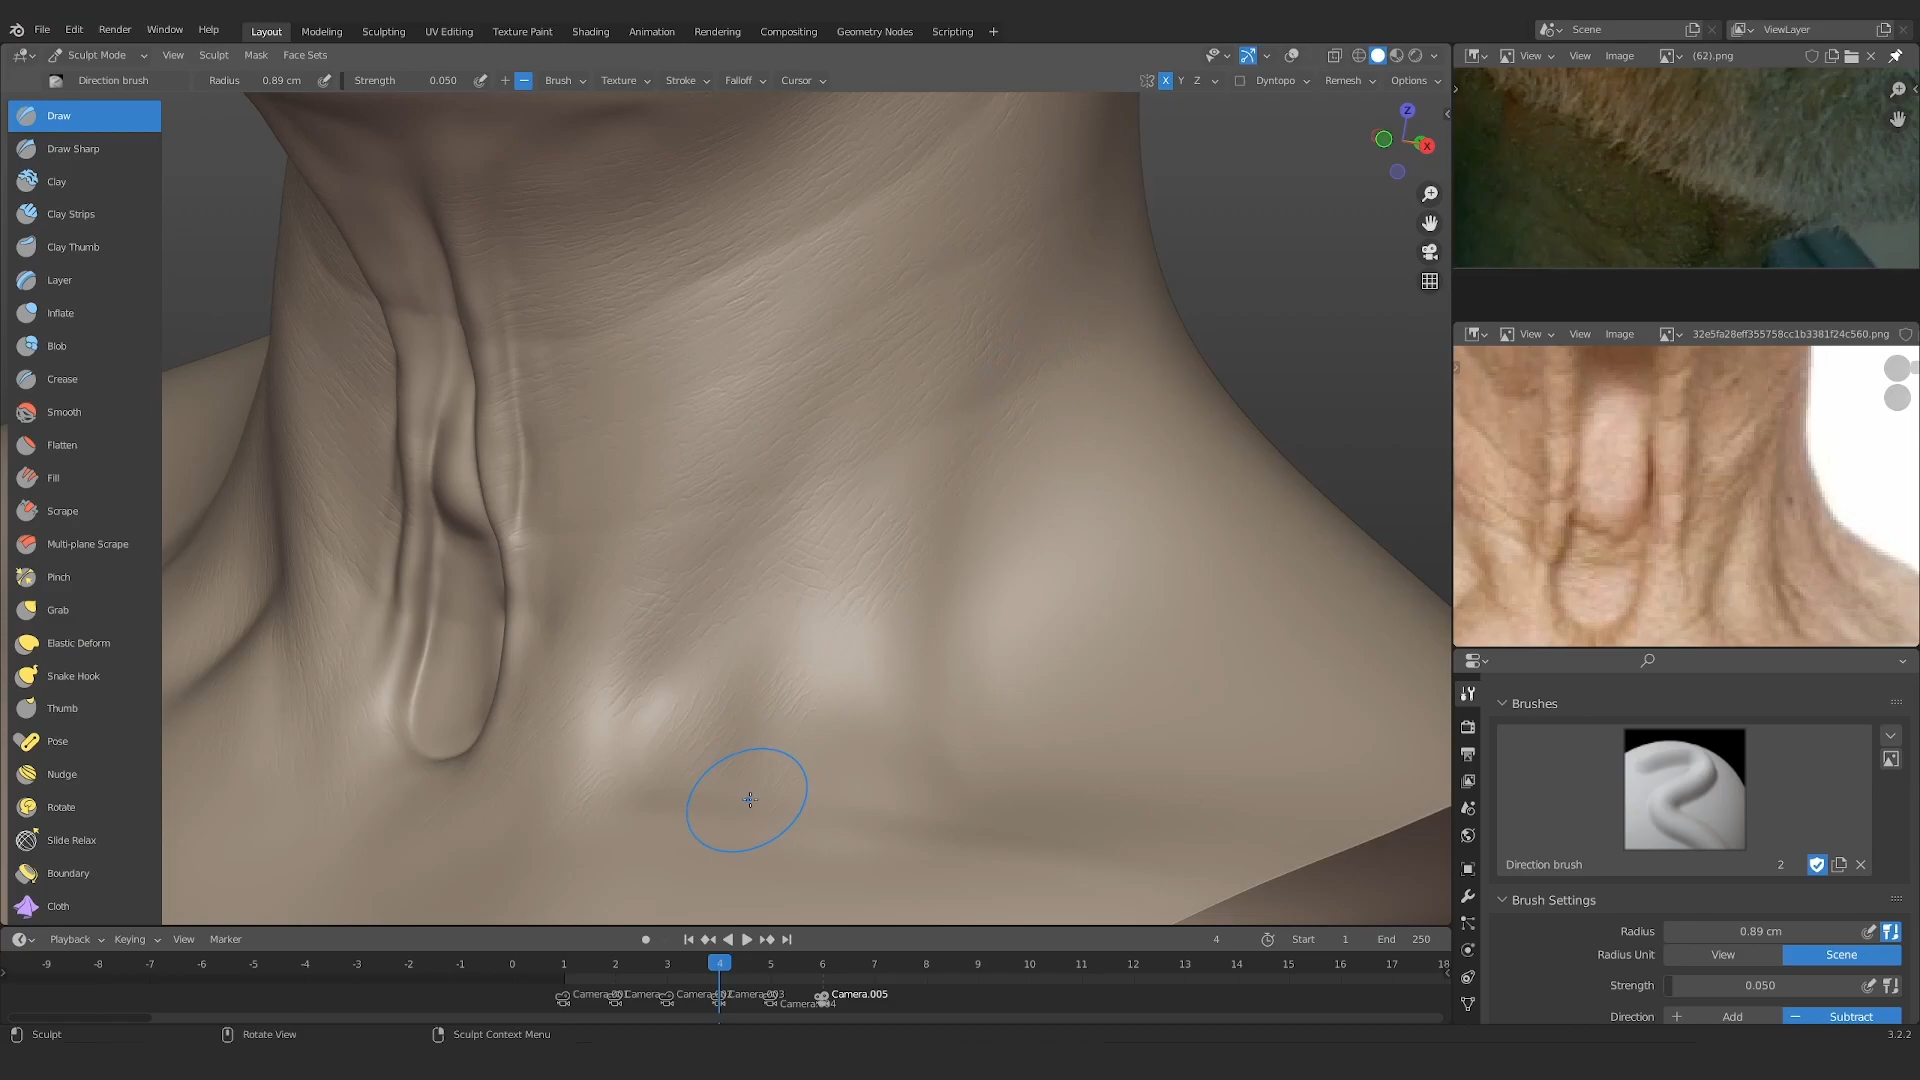 File Edit Render Window Help Layout Modeling Sculpting UV Editing Texture Paint Shading Animation Rendering Compositing Geometry Nodes Scripting + Scene ViewLayer
Sculpt Mode View Sculpt Mask Face Sets View View Image (62).png
Direction brush Radius 0.89 cm Strength 0.050 Brush Texture Stroke Falloff Cursor X Y Z Dyntopo Remesh Options
Draw
Draw Sharp
Clay
Clay Strips
Clay Thumb
Layer
Inflate
Blob
Crease
Smooth
Flatten
Fill
Scrape
Multi-plane Scrape
Pinch
Grab
Elastic Deform
Snake Hook
Thumb
Pose
Nudge
Rotate
Slide Relax
Boundary
Cloth
Z
X
View View Image 32e5fa28eff355758cc1b3381f24c560.png
Brushes
Direction brush 2
Brush Settings
Radius 0.89 cm
Radius Unit View Scene
Strength 0.050
Direction + Add − Subtract
Playback Keying View Marker 4 Start 1 End 250
-9 -8 -7 -6 -5 -4 -3 -2 -1 0 1 2 3 4 5 6 7 8 9 10 11 12 13 14 15 16 17 18
Camera.005
Sculpt Rotate View Sculpt Context Menu 3.2.2